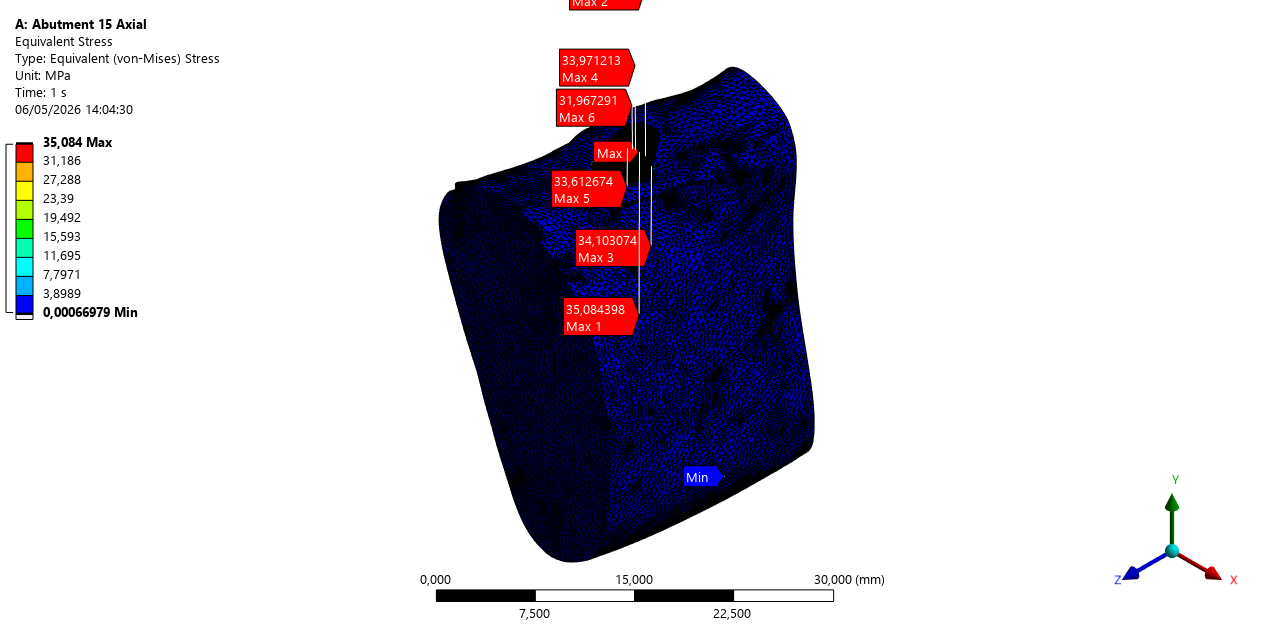 A: Abutment 15 Axial
Equivalent Stress
Type: Equivalent (von-Mises) Stress
Unit: MPa
Time: 1 s
06/05/2026 14:04:30
35,084 Max
31,186
27,288
23,39
19,492
15,593
11,695
7,7971
3,8989
0,00066979 Min
Max 2
33,971213
Max 4
31,967291
Max 6
Max
33,612674
Max 5
34,103074
Max 3
35,084398
Max 1
Min
0,000
15,000
30,000 (mm)
7,500
22,500
Y
Z
X